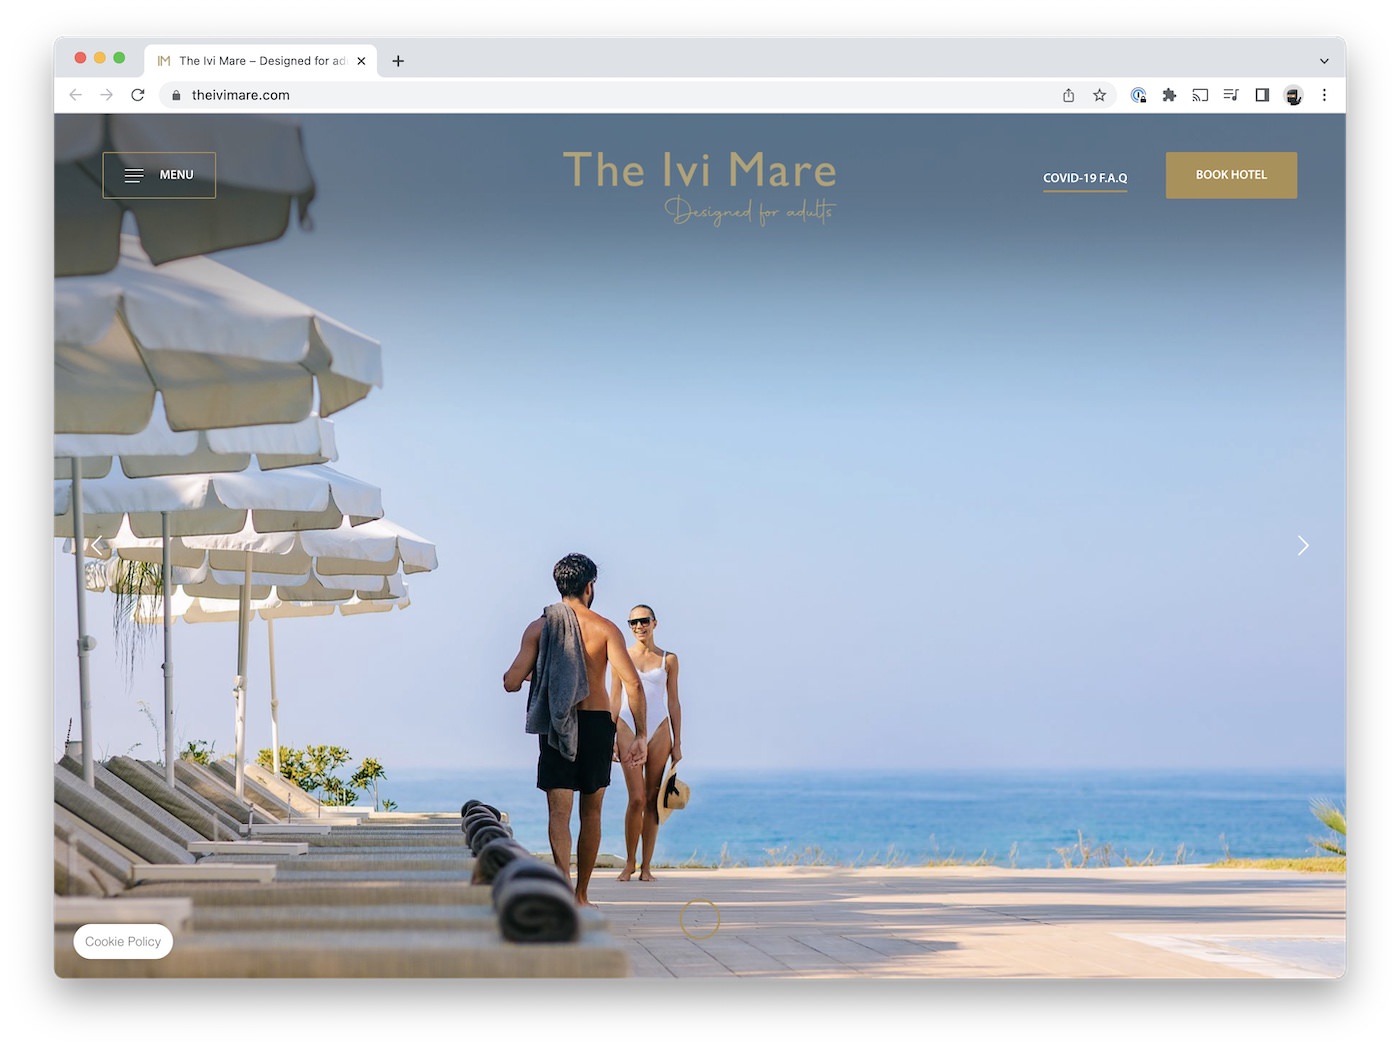 IM The Ivi Mare – Designed for ad
theivimare.com
MENU
The Ivi Mare
Designed for adults
COVID-19 F.A.Q
BOOK HOTEL
Cookie Policy